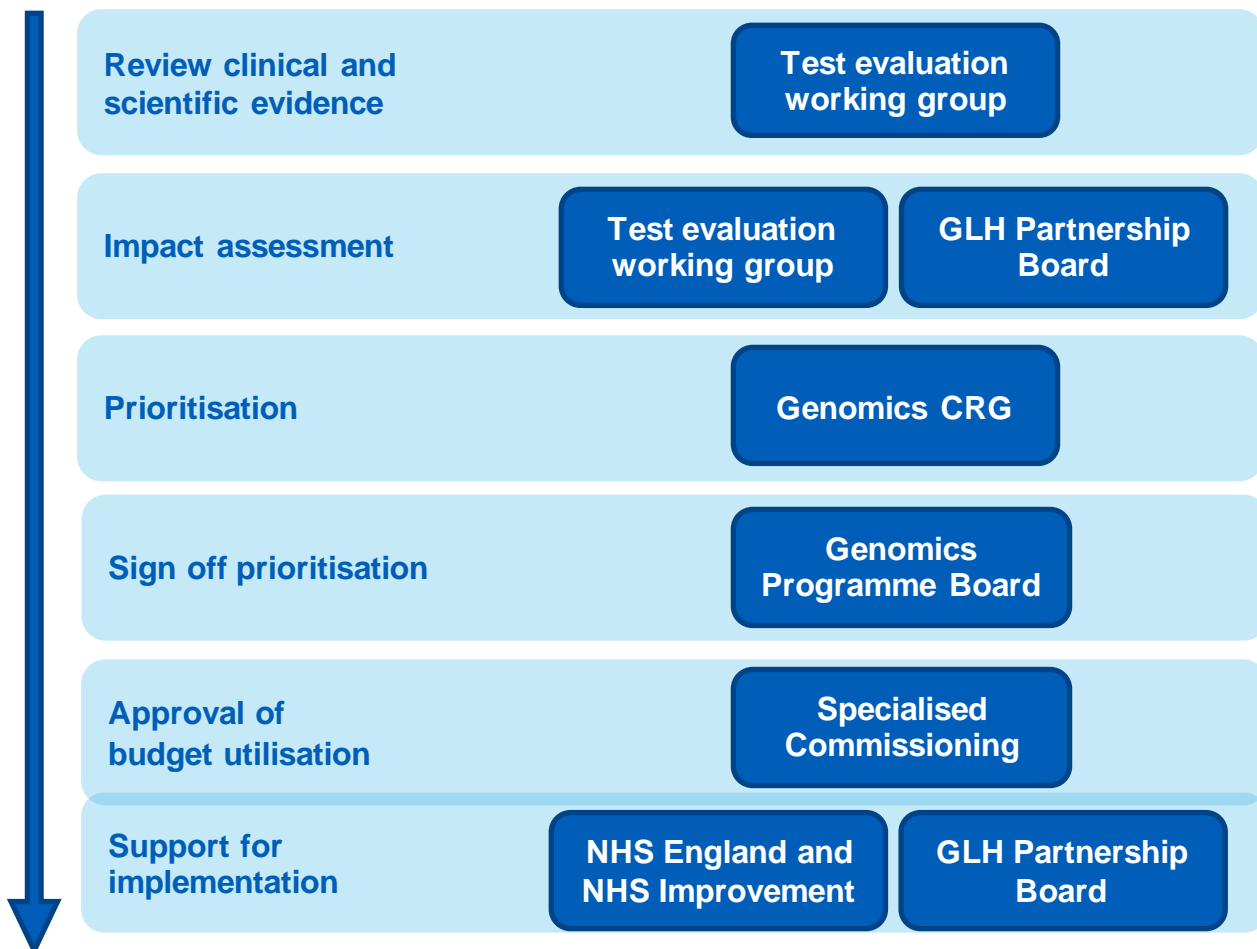 Review clinical and
scientific evidence
Test evaluation
working group
Impact assessment
Test evaluation
working group
GLH Partnership
Board
Prioritisation
Genomics CRG
Sign off prioritisation
Genomics
Programme Board
Approval of
budget utilisation
Specialised
Commissioning
Support for
implementation
NHS England and
NHS Improvement
GLH Partnership
Board